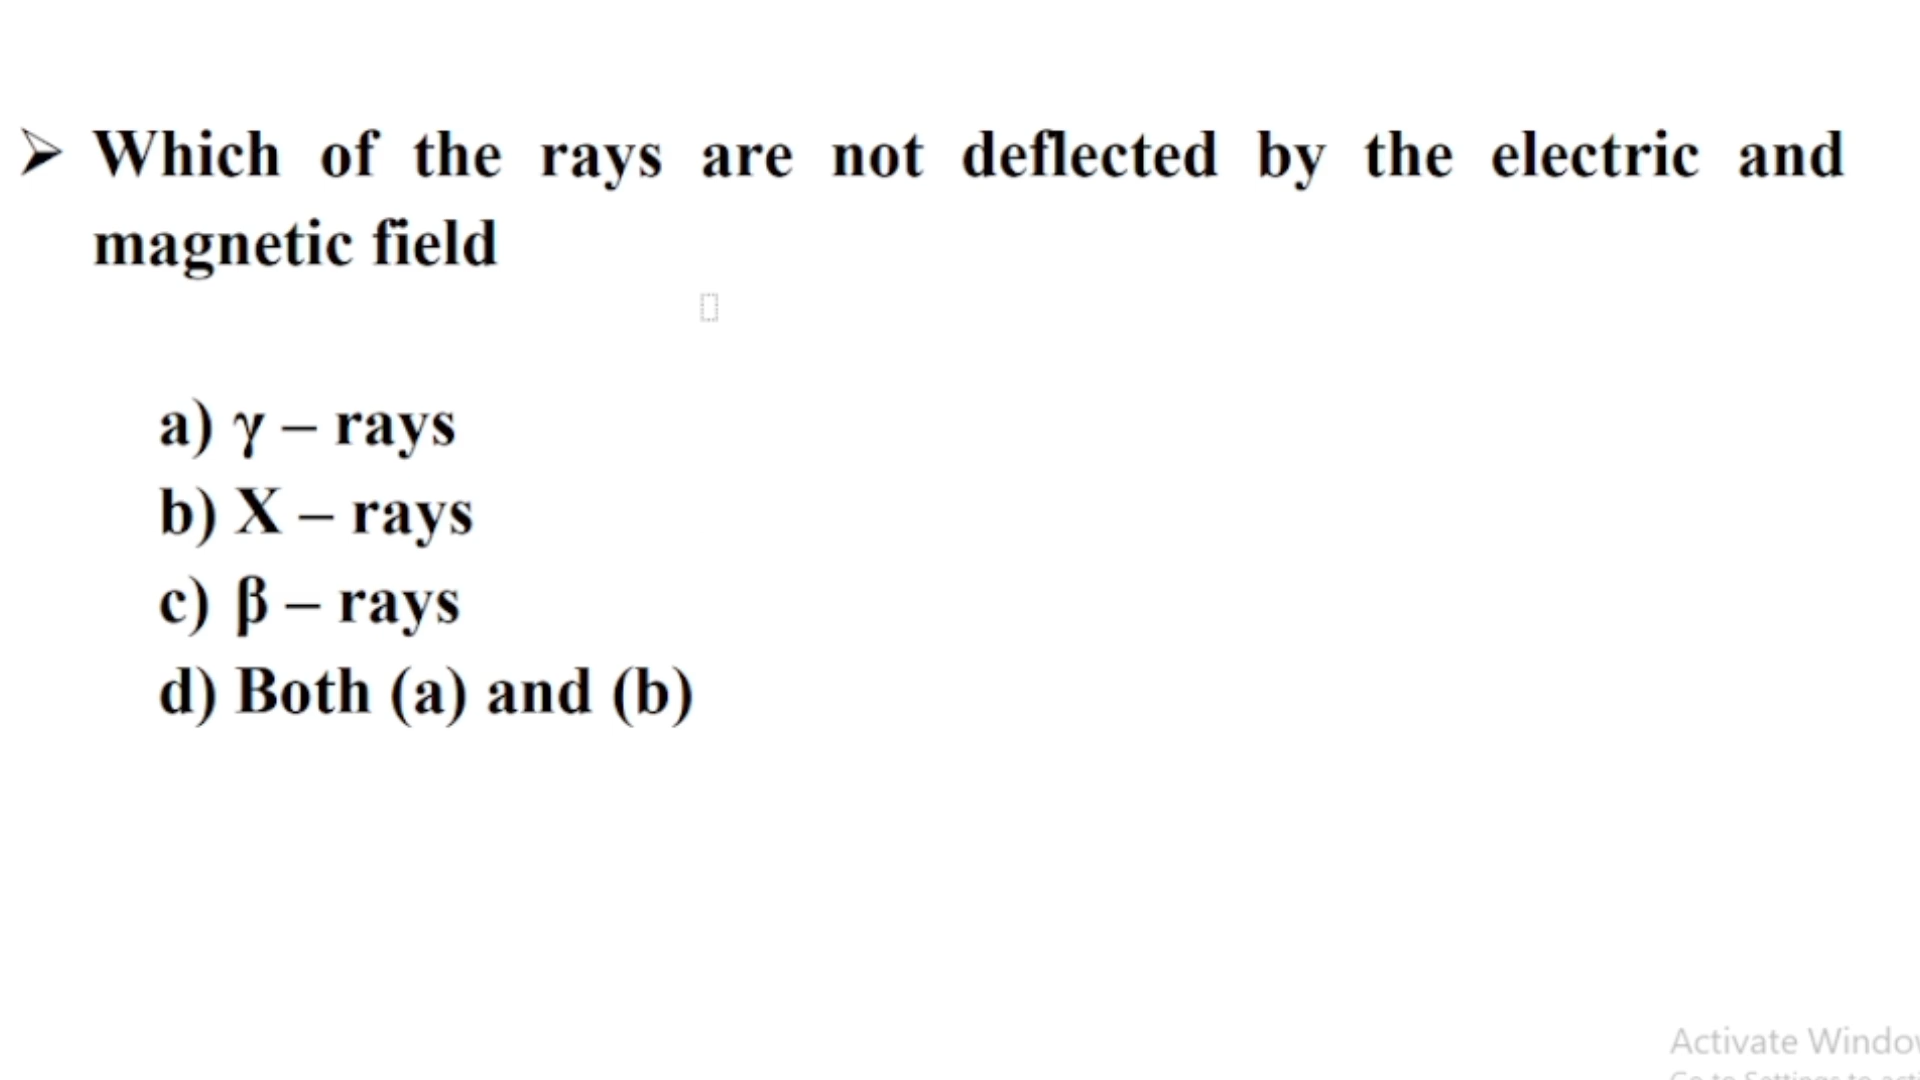 ➤ Which of the rays are not deflected by the electric and
magnetic field
a) γ – rays
b) X – rays
c) β – rays
d) Both (a) and (b)
Activate Window